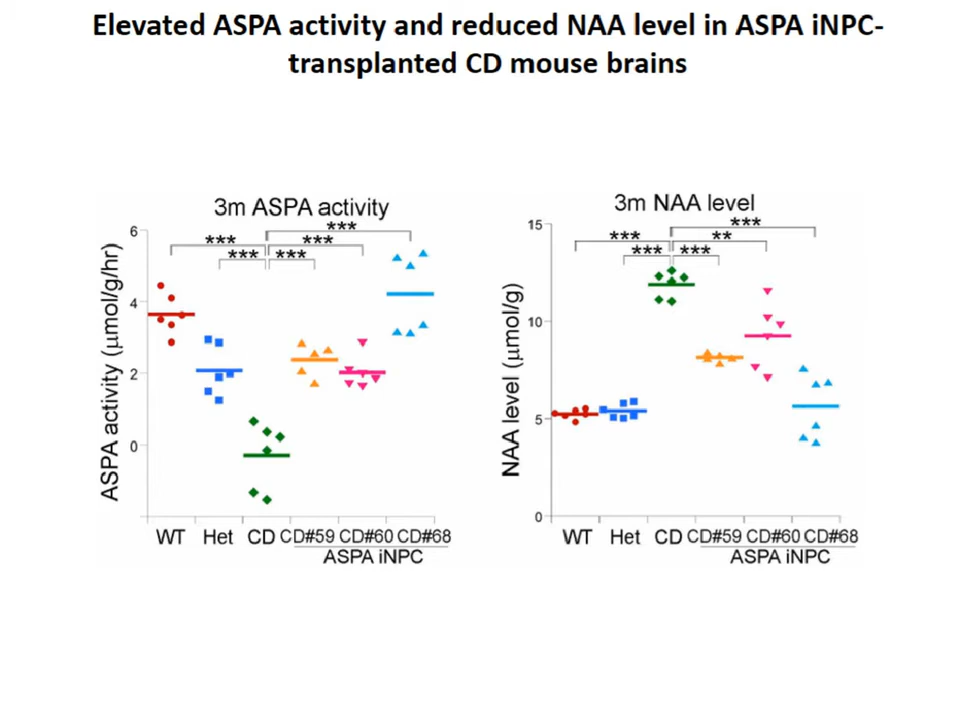 Elevated ASPA activity and reduced NAA level in ASPA iNPC-
transplanted CD mouse brains
3m ASPA activity
***
***
***
***
***
6
4
2
0
ASPA activity (μmol/g/hr)
WT Het CD CD#59 CD#60 CD#68
ASPA iNPC
3m NAA level
***
***
**
***
***
15
10
5
0
NAA level (μmol/g)
WT Het CD CD#59 CD#60 CD#68
ASPA iNPC